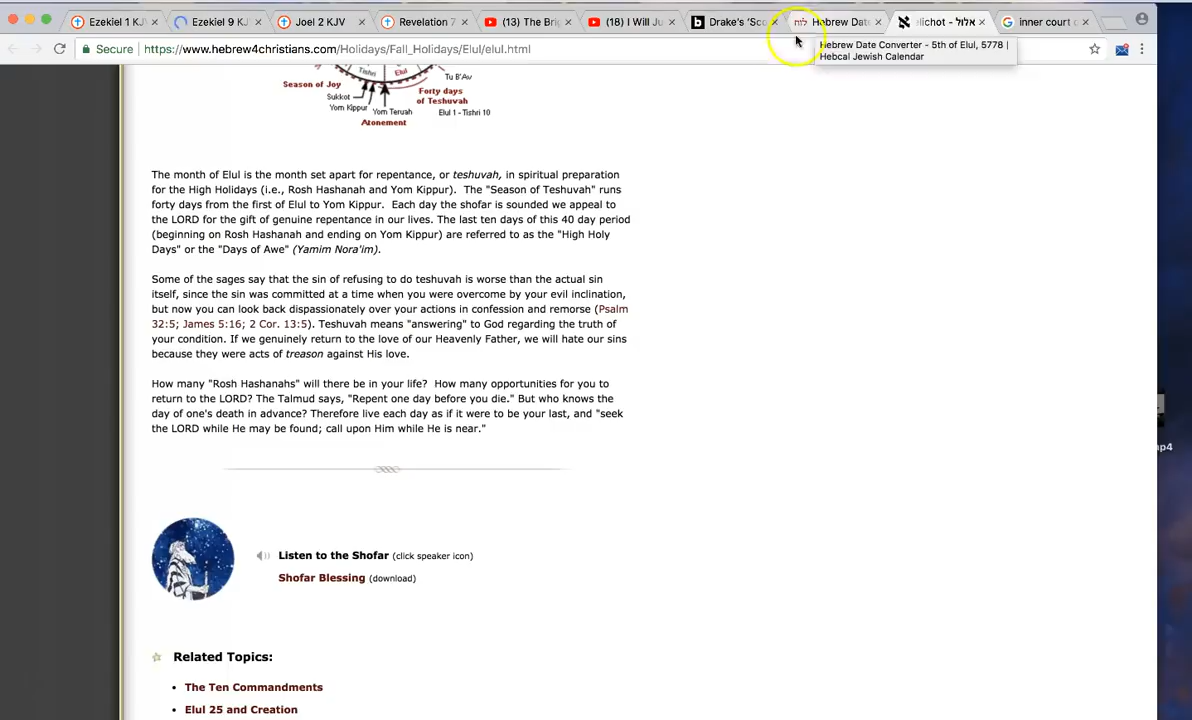 Ezekiel 1 KJV
Ezekiel 9 KJV
Joel 2 KJV
Revelation 7
(13) The Brig
(18) I Will Ju
Drake's 'Sco
לוח Hebrew Dat
elichot - אלול
inner court
Secure https://www.hebrew4christians.com/Holidays/Fall_Holidays/Elul/elul.html
Hebrew Date Converter - 5th of Elul, 5778 |
Hebcal Jewish Calendar
Tishri
Elul
Season of Joy
Sukkot
Yom Kippur
Yom Teruah
Atonement
Tu B'Av
Forty days
of Teshuvah
Elul 1 - Tishri 10
The month of Elul is the month set apart for repentance, or teshuvah, in spiritual preparation
for the High Holidays (i.e., Rosh Hashanah and Yom Kippur). The "Season of Teshuvah" runs
forty days from the first of Elul to Yom Kippur. Each day the shofar is sounded we appeal to
the LORD for the gift of genuine repentance in our lives. The last ten days of this 40 day period
(beginning on Rosh Hashanah and ending on Yom Kippur) are referred to as the "High Holy
Days" or the "Days of Awe" (Yamim Nora'im).
Some of the sages say that the sin of refusing to do teshuvah is worse than the actual sin
itself, since the sin was committed at a time when you were overcome by your evil inclination,
but now you can look back dispassionately over your actions in confession and remorse (Psalm
32:5; James 5:16; 2 Cor. 13:5). Teshuvah means "answering" to God regarding the truth of
your condition. If we genuinely return to the love of our Heavenly Father, we will hate our sins
because they were acts of treason against His love.
How many "Rosh Hashanahs" will there be in your life? How many opportunities for you to
return to the LORD? The Talmud says, "Repent one day before you die." But who knows the
day of one's death in advance? Therefore live each day as if it were to be your last, and "seek
the LORD while He may be found; call upon Him while He is near."
Listen to the Shofar (click speaker icon)
Shofar Blessing (download)
Related Topics:
• The Ten Commandments
• Elul 25 and Creation
p4